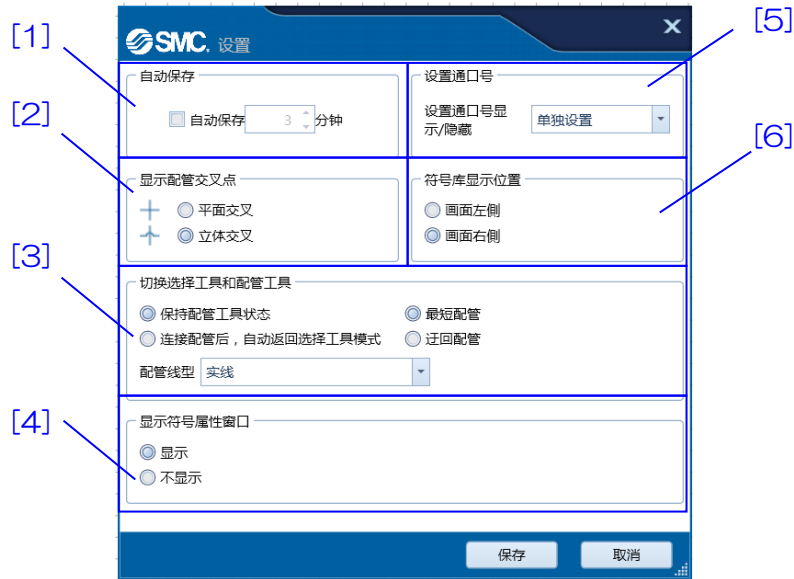 [1]
[2]
[3]
[4]
[5]
[6]
SMC. 设置
自动保存
自动保存 3 分钟
设置通口号
设置通口号显
示/隐藏
单独设置
显示配管交叉点
平面交叉
立体交叉
符号库显示位置
画面左侧
画面右侧
切换选择工具和配管工具
保持配管工具状态
最短配管
连接配管后，自动返回选择工具模式
迂回配管
配管线型 实线
显示符号属性窗口
显示
不显示
保存
取消